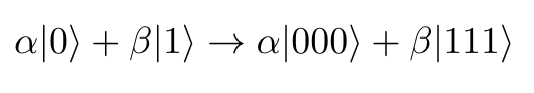 α|0⟩ + β|1⟩ → α|000⟩ + β|111⟩